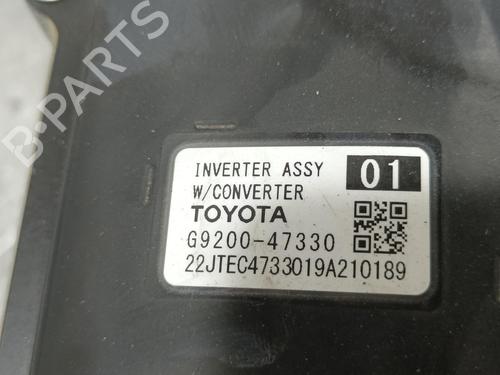 B-PARTS
INVERTER ASSY 01
W/CONVERTER
TOYOTA
G9200-47330
22JTEC4733019A210189